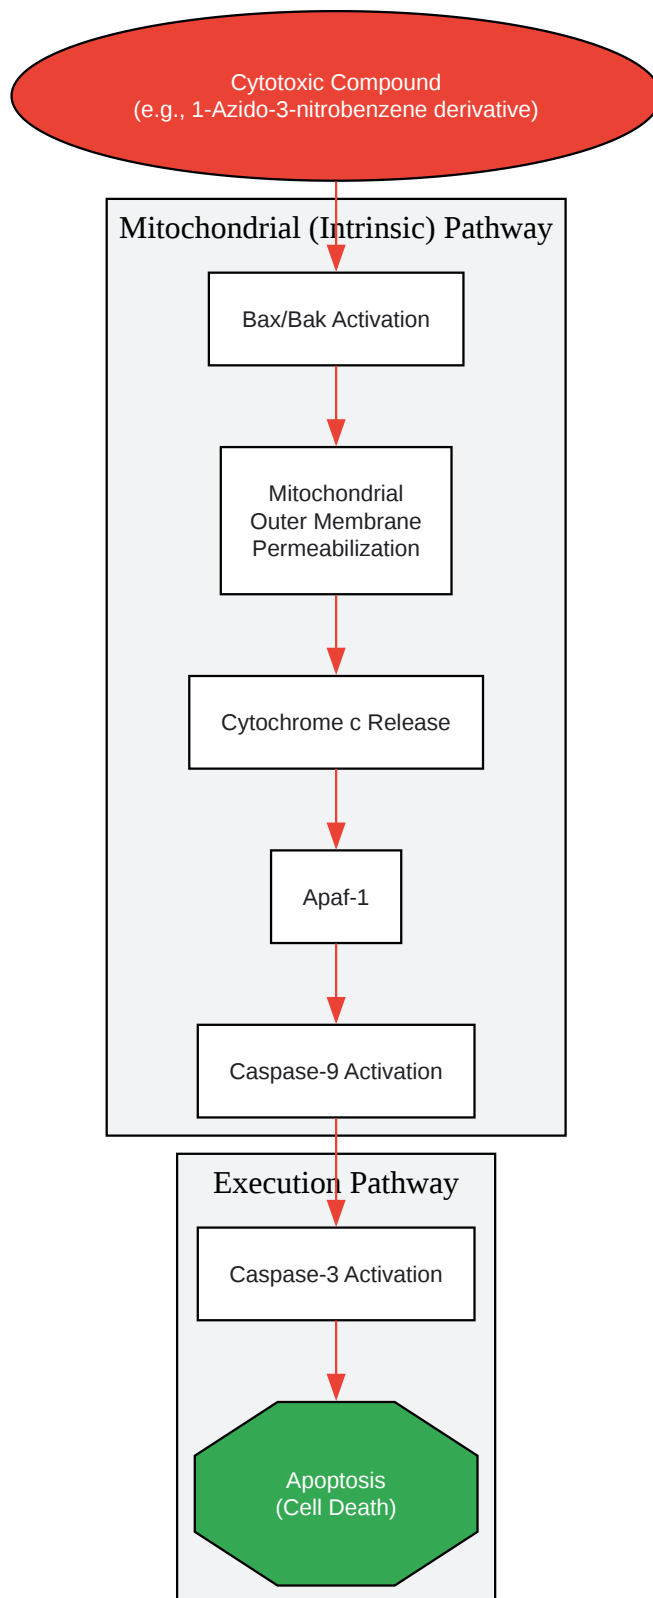 Cytotoxic Compound
(e.g., 1-Azido-3-nitrobenzene derivative)
Mitochondrial (Intrinsic) Pathway
Bax/Bak Activation
Mitochondrial
Outer Membrane
Permeabilization
Cytochrome c Release
Apaf-1
Caspase-9 Activation
Execution Pathway
Caspase-3 Activation
Apoptosis
(Cell Death)